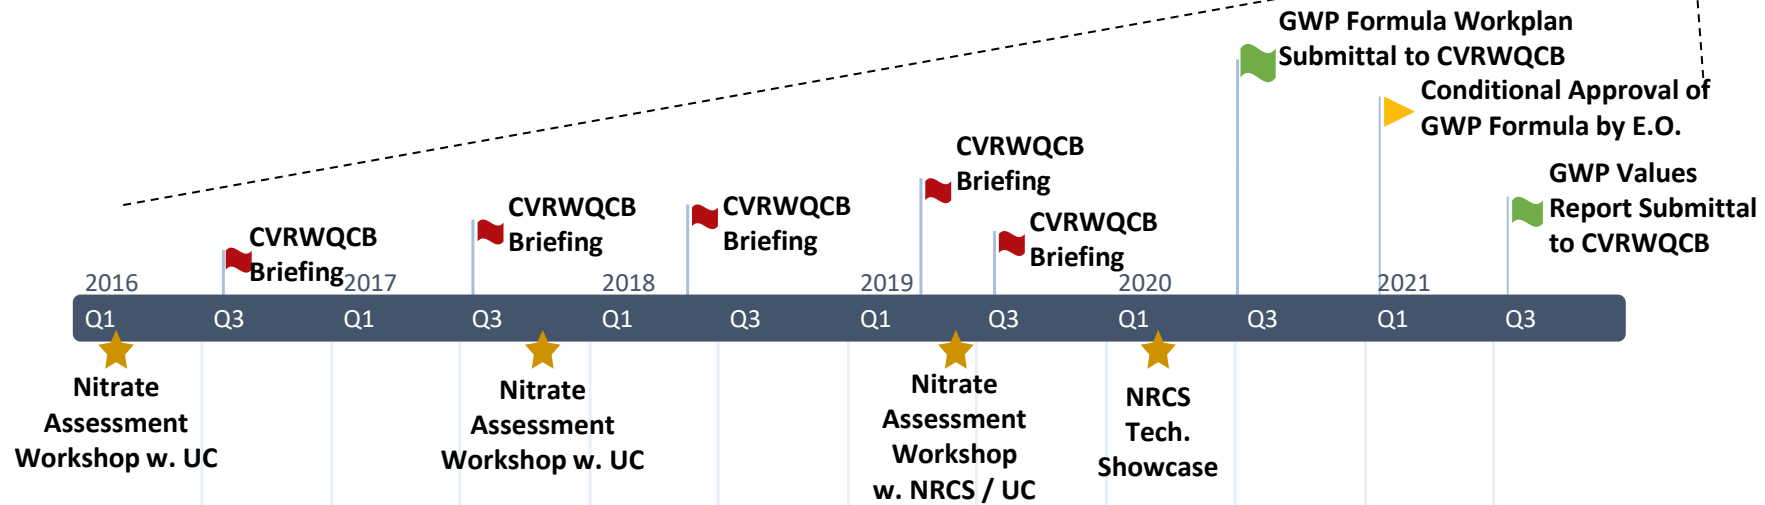 GWP Formula Workplan
Submittal to CVRWQCB
Conditional Approval of
GWP Formula by E.O.
CVRWQCB
Briefing
GWP Values
Report Submittal
to CVRWQCB
CVRWQCB
Briefing
CVRWQCB
Briefing
CVRWQCB
Briefing
CVRWQCB
Briefing
2016
2017
2018
2019
2020
2021
Q1
Q3
Q1
Q3
Q1
Q3
Q1
Q3
Q1
Q3
Q1
Q3
Nitrate
Assessment
Workshop w. UC
Nitrate
Assessment
Workshop w. UC
Nitrate
Assessment
Workshop
w. NRCS / UC
NRCS
Tech.
Showcase